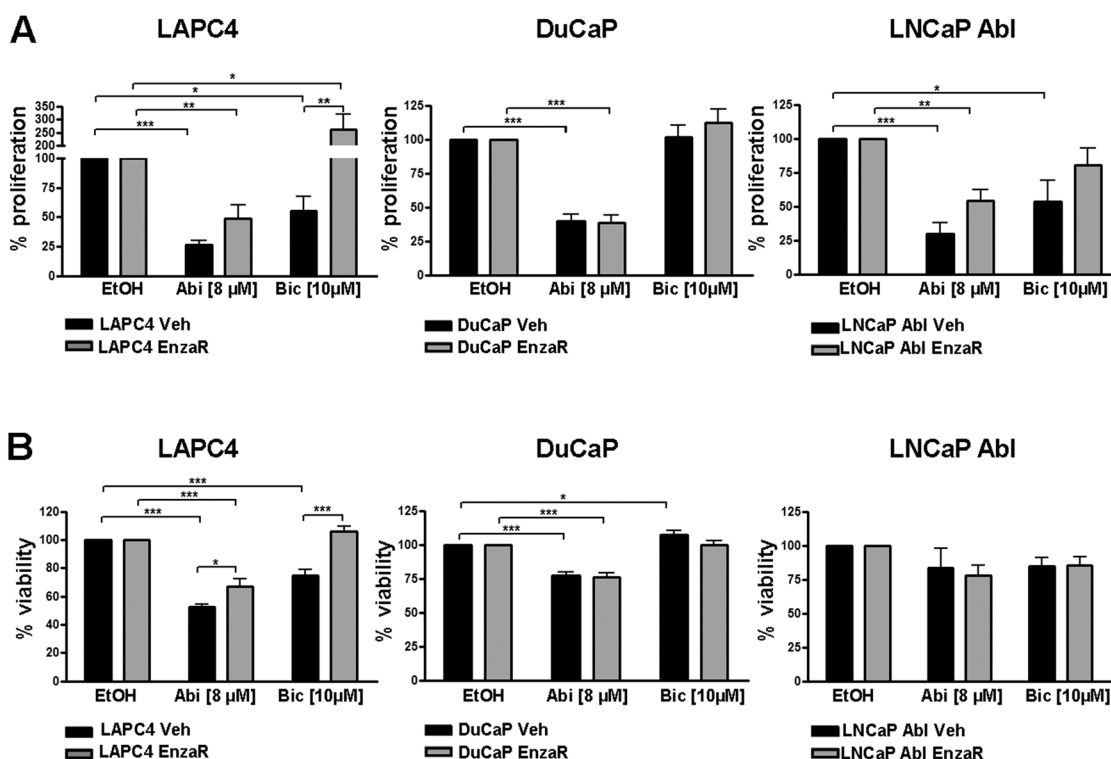 A
LAPC4
DuCaP
LNCaP Abl
% proliferation
350
300
250
200
100
75
50
25
0
*
*
**
***
**
EtOH
Abi [8 µM]
Bic [10µM]
LAPC4 Veh
LAPC4 EnzaR
% proliferation
125
100
75
50
25
0
***
***
EtOH
Abi [8 µM]
Bic [10µM]
DuCaP Veh
DuCaP EnzaR
% proliferation
125
100
75
50
25
0
*
**
***
EtOH
Abi [8 µM]
Bic [10µM]
LNCaP Abl Veh
LNCaP Abl EnzaR
B
LAPC4
DuCaP
LNCaP Abl
% viability
120
100
80
60
40
20
0
***
***
***
***
*
EtOH
Abi [8 µM]
Bic [10µM]
LAPC4 Veh
LAPC4 EnzaR
% viability
125
100
75
50
25
0
*
***
***
EtOH
Abi [8 µM]
Bic [10µM]
DuCaP Veh
DuCaP EnzaR
% viability
125
100
75
50
25
0
EtOH
Abi [8 µM]
Bic [10µM]
LNCaP Abl Veh
LNCaP Abl EnzaR